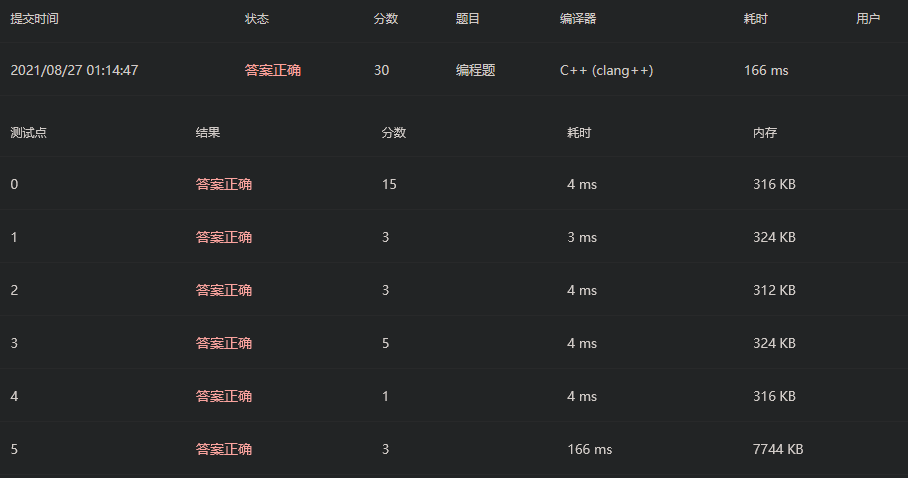 提交时间 状态 分数 题目 编译器 耗时 用户
2021/08/27 01:14:47 答案正确 30 编程题 C++ (clang++) 166 ms
测试点 结果 分数 耗时 内存
0 答案正确 15 4 ms 316 KB
1 答案正确 3 3 ms 324 KB
2 答案正确 3 4 ms 312 KB
3 答案正确 5 4 ms 324 KB
4 答案正确 1 4 ms 316 KB
5 答案正确 3 166 ms 7744 KB